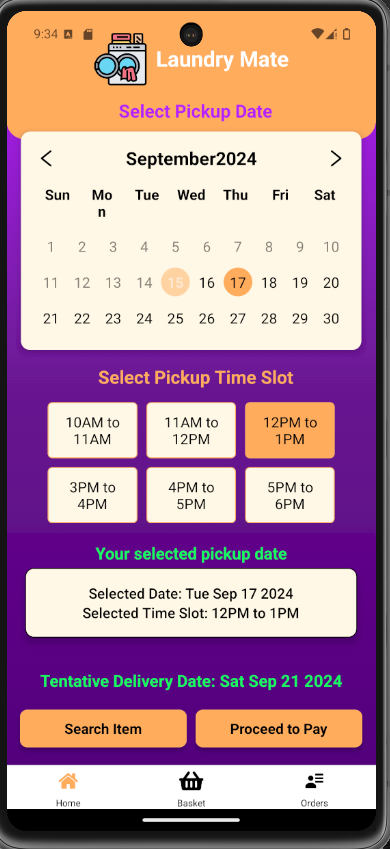 9:34
Laundry Mate
Select Pickup Date
September2024
Sun Mo Tue Wed Thu Fri Sat
n
1 2 3 4 5 6 7 8 9 10
11 12 13 14 15 16 17 18 19 20
21 22 23 24 25 26 27 28 29 30
Select Pickup Time Slot
10AM to 11AM to 12PM to
11AM 12PM 1PM
3PM to 4PM to 5PM to
4PM 5PM 6PM
Your selected pickup date
Selected Date: Tue Sep 17 2024
Selected Time Slot: 12PM to 1PM
Tentative Delivery Date: Sat Sep 21 2024
Search Item Proceed to Pay
Home Basket Orders